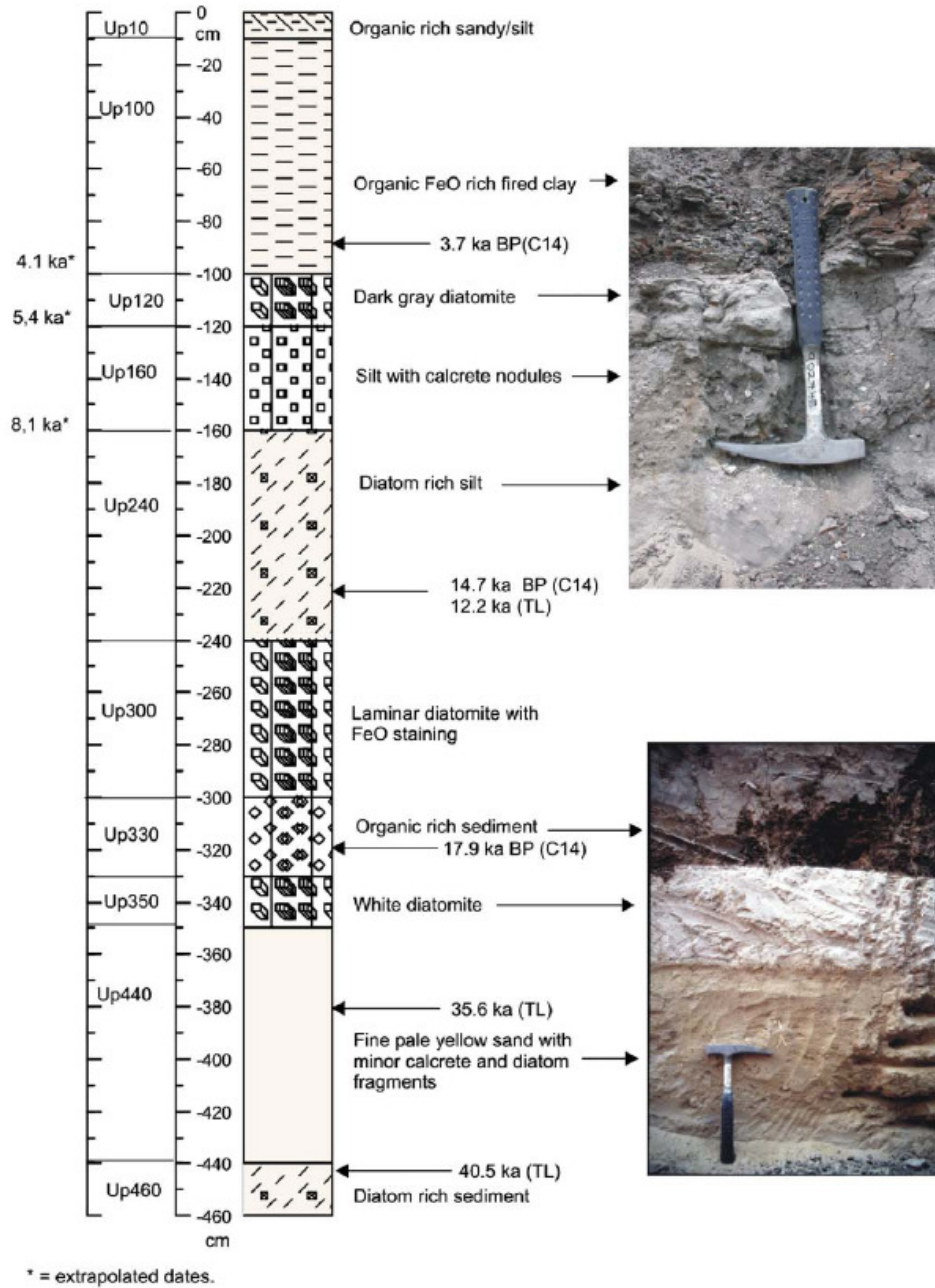 0
cm
Up10
Organic rich sandy/silt
-20
Up100
-40
-60
Organic FeO rich fired clay
-80
3.7 ka BP(C14)
4.1 ka*
-100
Up120
Dark gray diatomite
5,4 ka*
-120
Up160
Silt with calcrete nodules
-140
8,1 ka*
-160
-180
Diatom rich silt
Up240
-200
14.7 ka BP (C14)
-220
12.2 ka (TL)
-240
-260
Up300
Laminar diatomite with
FeO staining
-280
-300
Up330
Organic rich sediment
17.9 ka BP (C14)
-320
Up350
White diatomite
-340
-360
Up440
-380
35.6 ka (TL)
Fine pale yellow sand with
minor calcrete and diatom
fragments
-400
-420
-440
40.5 ka (TL)
Up460
Diatom rich sediment
-460
cm
* = extrapolated dates.